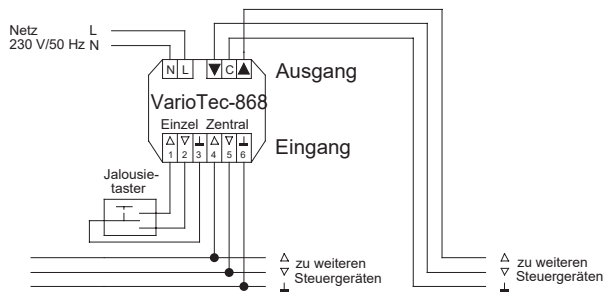 Netz L
230 V/50 Hz N
N L ▼ C ▲
Ausgang
VarioTec-868
Einzel Zentral
△ ▽ ⊥ △ ▽ ⊥
1 2 3 4 5 6
Eingang
Jalousie-
taster
△ zu weiteren
▽ Steuergeräten
⊥
△ zu weiteren
▽ Steuergeräten
⊥